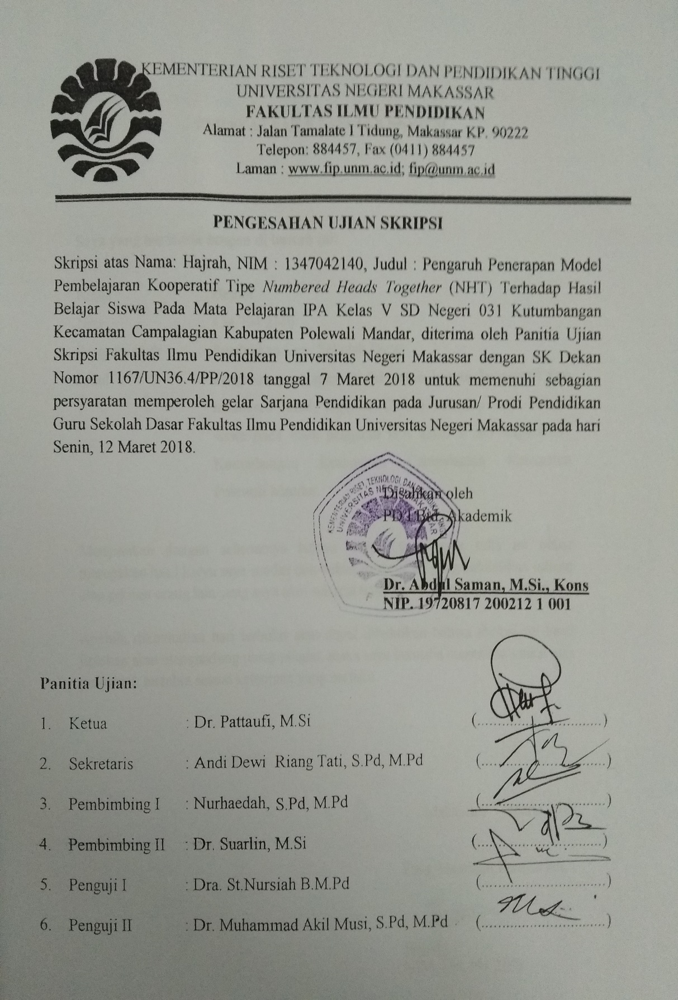 KEMENTERIAN RISET TEKNOLOGI DAN PENDIDIKAN TINGGI
UNIVERSITAS NEGERI MAKASSAR
FAKULTAS ILMU PENDIDIKAN
Alamat : Jalan Tamalate I Tidung, Makassar KP. 90222
Telepon: 884457, Fax (0411) 884457
Laman : www.fip.unm.ac.id; fip@unm.ac.id
PENGESAHAN UJIAN SKRIPSI
Skripsi atas Nama: Hajrah, NIM : 1347042140, Judul : Pengaruh Penerapan Model
Pembelajaran Kooperatif Tipe Numbered Heads Together (NHT) Terhadap Hasil
Belajar Siswa Pada Mata Pelajaran IPA Kelas V SD Negeri 031 Kutumbangan
Kecamatan Campalagian Kabupaten Polewali Mandar, diterima oleh Panitia Ujian
Skripsi Fakultas Ilmu Pendidikan Universitas Negeri Makassar dengan SK Dekan
Nomor 1167/UN36.4/PP/2018 tanggal 7 Maret 2018 untuk memenuhi sebagian
persyaratan memperoleh gelar Sarjana Pendidikan pada Jurusan/ Prodi Pendidikan
Guru Sekolah Dasar Fakultas Ilmu Pendidikan Universitas Negeri Makassar pada hari
Senin, 12 Maret 2018.
KEMENTERIAN RISET, TEKNOLOGI DAN PENDIDIKAN TINGGI
UNIVERSITAS NEGERI MAKASSAR
Disahkan oleh
PD I Bid. Akademik
Dr. Abdul Saman, M.Si., Kons
NIP. 19720817 200212 1 001
Panitia Ujian:
1. Ketua : Dr. Pattaufi, M.Si (..............................)
2. Sekretaris : Andi Dewi Riang Tati, S.Pd, M.Pd (..............................)
3. Pembimbing I : Nurhaedah, S.Pd, M.Pd (..............................)
4. Pembimbing II : Dr. Suarlin, M.Si (..............................)
5. Penguji I : Dra. St.Nursiah B.M.Pd (..............................)
6. Penguji II : Dr. Muhammad Akil Musi, S.Pd, M.Pd (..............................)